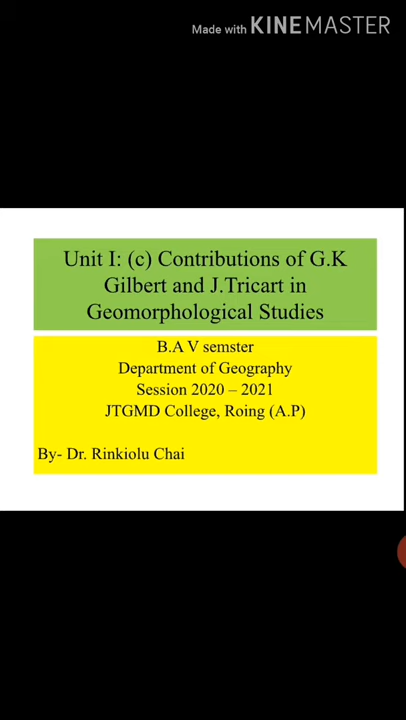 Made with KINEMASTER
Unit I: (c) Contributions of G.K
Gilbert and J.Tricart in
Geomorphological Studies
B.A V semster
Department of Geography
Session 2020 – 2021
JTGMD College, Roing (A.P)
By- Dr. Rinkiolu Chai